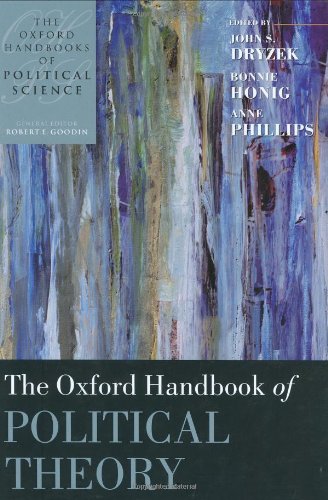 THE
OXFORD
HANDBOOKS
OF
POLITICAL
SCIENCE
GENERAL EDITOR
ROBERT E. GOODIN
EDITED BY
JOHN S.
DRYZEK
BONNIE
HONIG
ANNE
PHILLIPS
The Oxford Handbook of
POLITICAL
THEORY